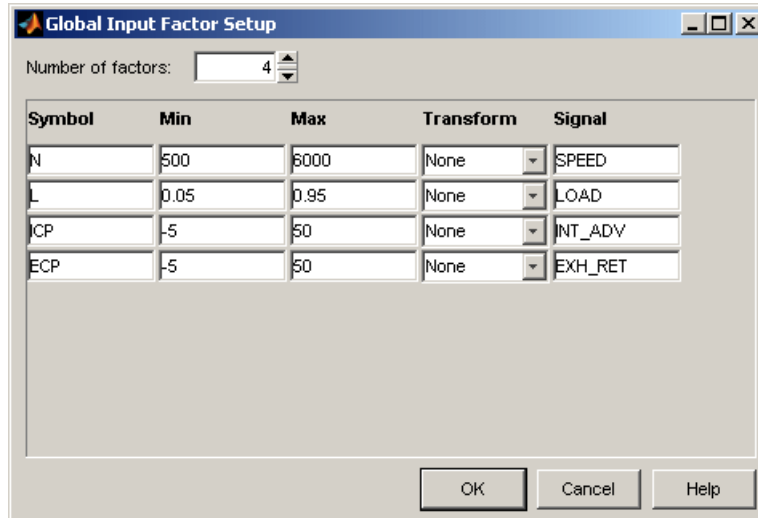 Global Input Factor Setup
Number of factors: 4
Symbol Min Max Transform Signal
N 500 6000 None SPEED
L 0.05 0.95 None LOAD
ICP -5 50 None INT_ADV
ECP -5 50 None EXH_RET
OK Cancel Help